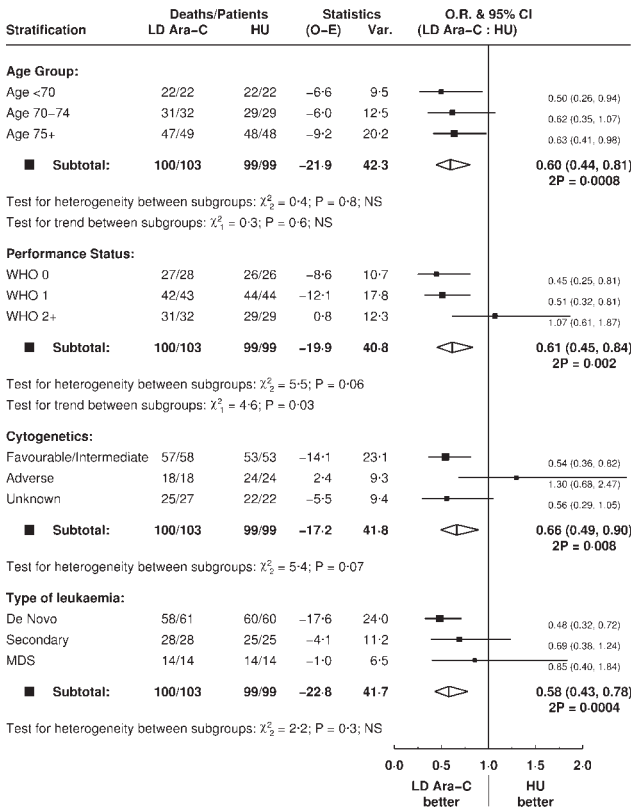 Deaths/Patients Statistics O.R. & 95% CI
Stratification LD Ara−C HU (O−E) Var. (LD Ara−C : HU)
Age Group:
Age <70 22/22 22/22 −6·6 9·5 0.50 (0.26, 0.94)
Age 70−74 31/32 29/29 −6·0 12·5 0.62 (0.35, 1.07)
Age 75+ 47/49 48/48 −9·2 20·2 0.63 (0.41, 0.98)
■ Subtotal: 100/103 99/99 −21·9 42·3 0.60 (0.44, 0.81)
2P = 0·0008
Test for heterogeneity between subgroups: χ²₂ = 0·4; P = 0·8; NS
Test for trend between subgroups: χ²₁ = 0·3; P = 0·6; NS
Performance Status:
WHO 0 27/28 26/26 −8·6 10·7 0.45 (0.25, 0.81)
WHO 1 42/43 44/44 −12·1 17·8 0.51 (0.32, 0.81)
WHO 2+ 31/32 29/29 0·8 12·3 1.07 (0.61, 1.87)
■ Subtotal: 100/103 99/99 −19·9 40·8 0.61 (0.45, 0.84)
2P = 0·002
Test for heterogeneity between subgroups: χ²₂ = 5·5; P = 0·06
Test for trend between subgroups: χ²₁ = 4·6; P = 0·03
Cytogenetics:
Favourable/Intermediate 57/58 53/53 −14·1 23·1 0.54 (0.36, 0.82)
Adverse 18/18 24/24 2·4 9·3 1.30 (0.68, 2.47)
Unknown 25/27 22/22 −5·5 9·4 0.56 (0.29, 1.05)
■ Subtotal: 100/103 99/99 −17·2 41·8 0.66 (0.49, 0.90)
2P = 0·008
Test for heterogeneity between subgroups: χ²₂ = 5·4; P = 0·07
Type of leukaemia:
De Novo 58/61 60/60 −17·6 24·0 0.48 (0.32, 0.72)
Secondary 28/28 25/25 −4·1 11·2 0.69 (0.38, 1.24)
MDS 14/14 14/14 −1·0 6·5 0.85 (0.40, 1.84)
■ Subtotal: 100/103 99/99 −22·8 41·7 0.58 (0.43, 0.78)
2P = 0·0004
Test for heterogeneity between subgroups: χ²₂ = 2·2; P = 0·3; NS
0·0 0·5 1·0 1·5 2·0
LD Ara−C HU
better better